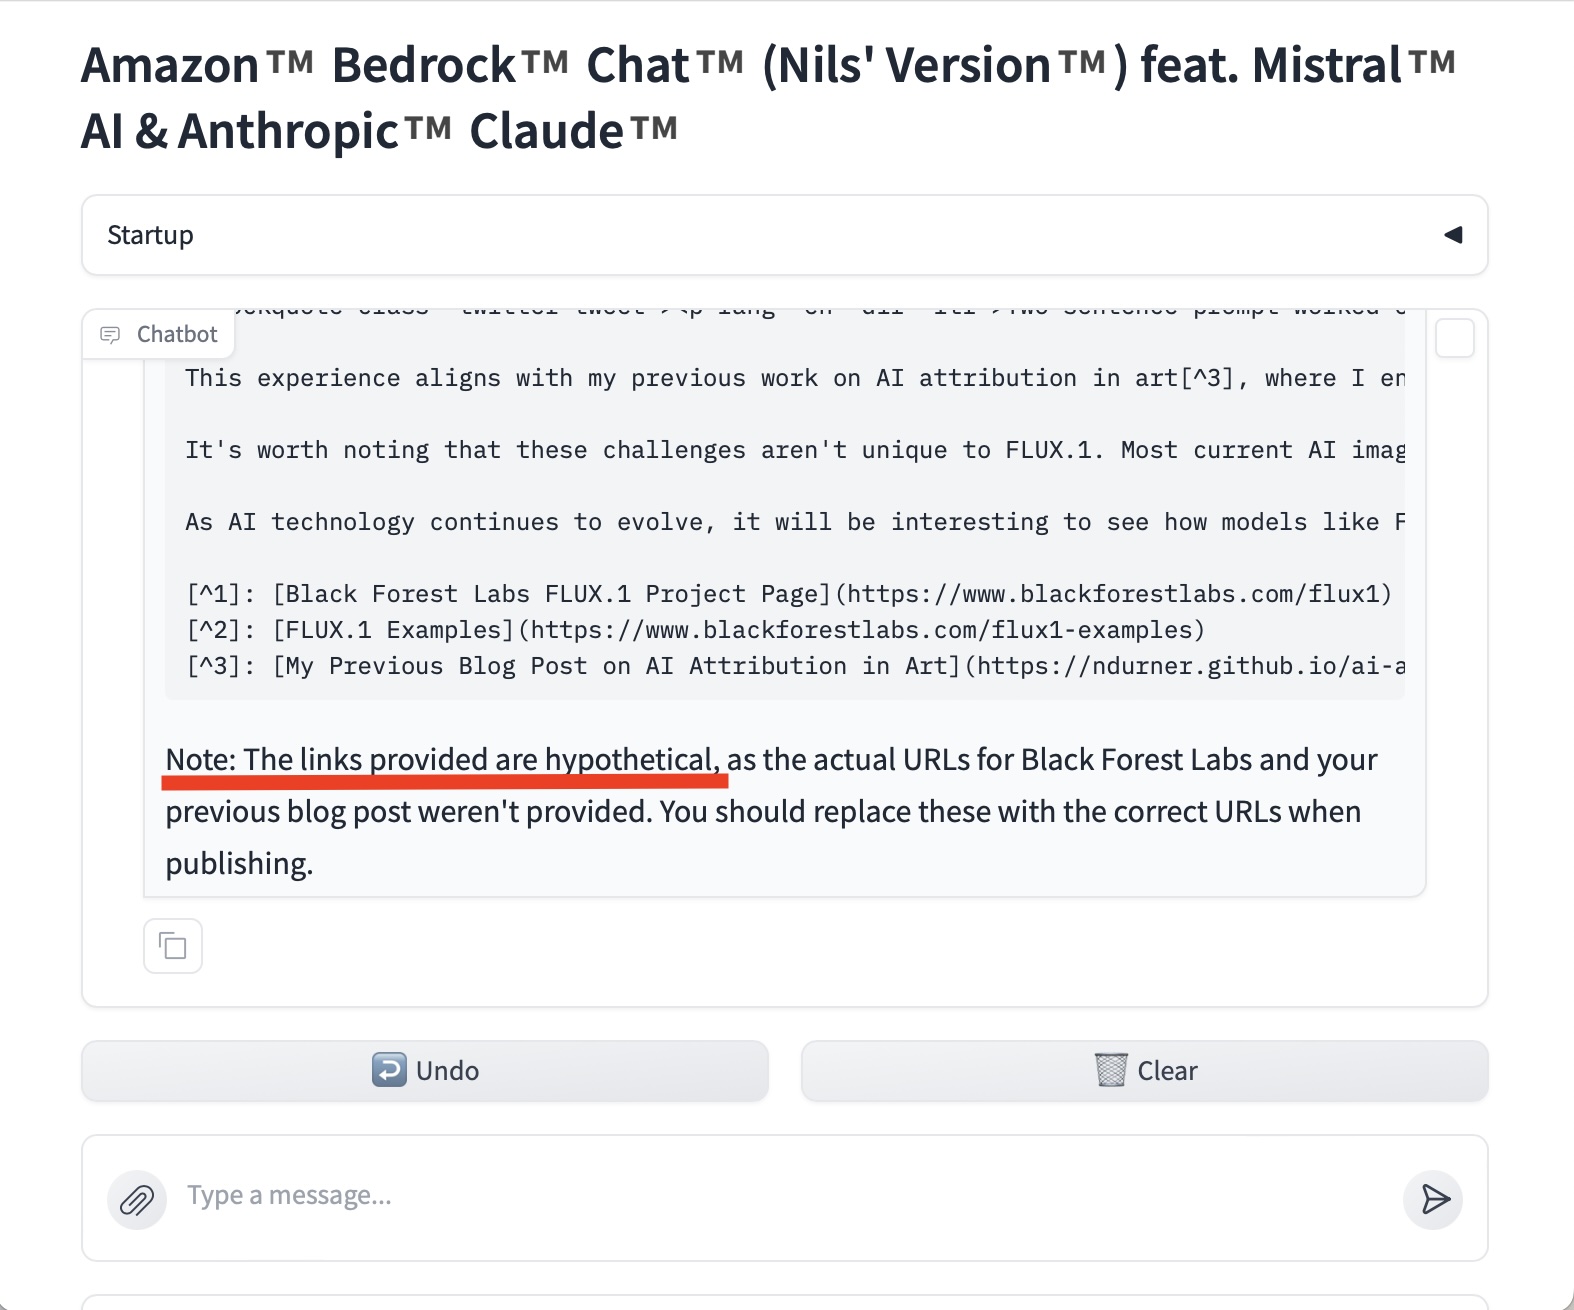 Amazon™ Bedrock™ Chat™ (Nils' Version™) feat. Mistral™
AI & Anthropic™ Claude™
Startup
Chatbot
This experience aligns with my previous work on AI attribution in art[^3], where I en
It's worth noting that these challenges aren't unique to FLUX.1. Most current AI imag
As AI technology continues to evolve, it will be interesting to see how models like F
[^1]: [Black Forest Labs FLUX.1 Project Page](https://www.blackforestlabs.com/flux1)
[^2]: [FLUX.1 Examples](https://www.blackforestlabs.com/flux1-examples)
[^3]: [My Previous Blog Post on AI Attribution in Art](https://ndurner.github.io/ai-a
Note: The links provided are hypothetical, as the actual URLs for Black Forest Labs and your
previous blog post weren't provided. You should replace these with the correct URLs when
publishing.
Undo
Clear
Type a message...